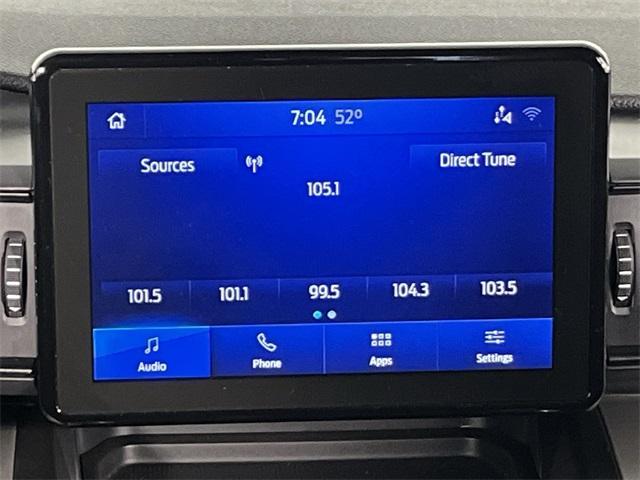 7:04 52º
Sources Direct Tune
105.1
101.5 101.1 99.5 104.3 103.5
Audio Phone Apps Settings